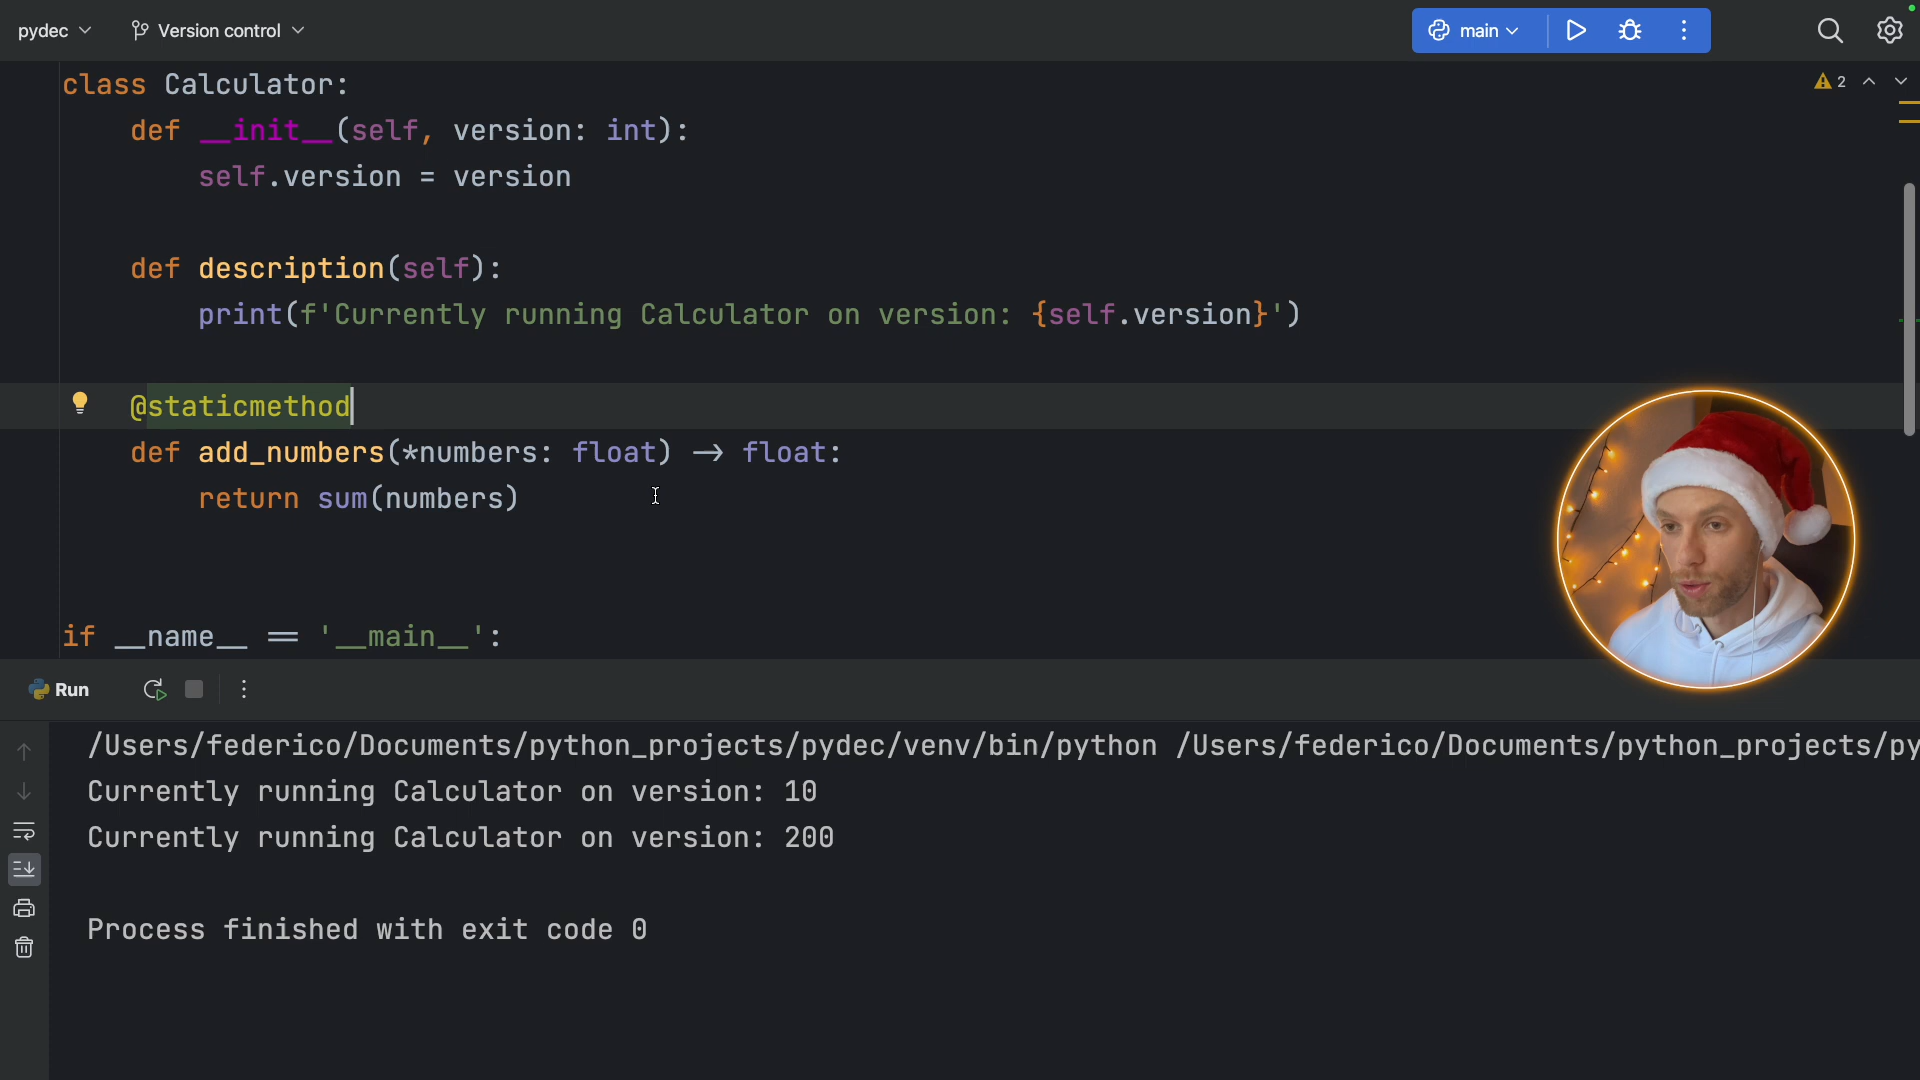 pydec
Version control
main
class Calculator:
2
def __init__(self, version: int):
self.version = version
def description(self):
print(f'Currently running Calculator on version: {self.version}')
@staticmethod
def add_numbers(*numbers: float) → float:
return sum(numbers)
if __name__ == '__main__':
Run
/Users/federico/Documents/python_projects/pydec/venv/bin/python /Users/federico/Documents/python_projects/py
Currently running Calculator on version: 10
Currently running Calculator on version: 200
Process finished with exit code 0